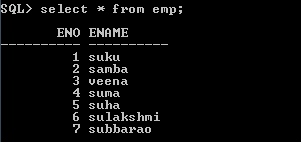 SQL> select * from emp;
ENO ENAME
---------- ----------
1 suku
2 samba
3 veena
4 suma
5 suha
6 sulakshmi
7 subbarao